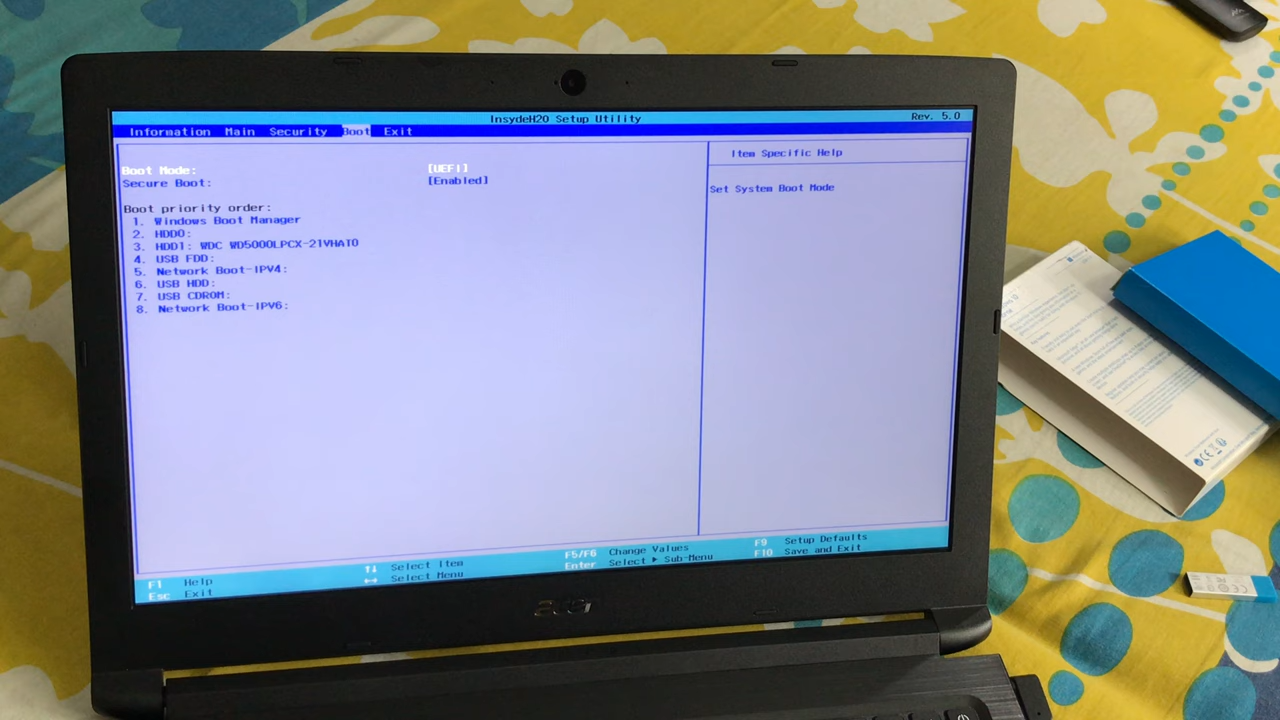 InsydeH20 Setup Utility
Rev. 5.0
Information Main Security Boot Exit
Boot Mode: [UEFI]
Secure Boot: [Enabled]
Boot priority order:
1. Windows Boot Manager
2. HDD0:
3. HDD1: WDC WD5000LPCX-21VHAT0
4. USB FDD:
5. Network Boot-IPV4:
6. USB HDD:
7. USB CDROM:
8. Network Boot-IPV6:
Item Specific Help
Set System Boot Mode
F1 Help
Esc Exit
↑↓ Select Item
←→ Select Menu
F5/F6 Change Values
Enter Select ▶ Sub-Menu
F9 Setup Defaults
F10 Save and Exit
acer